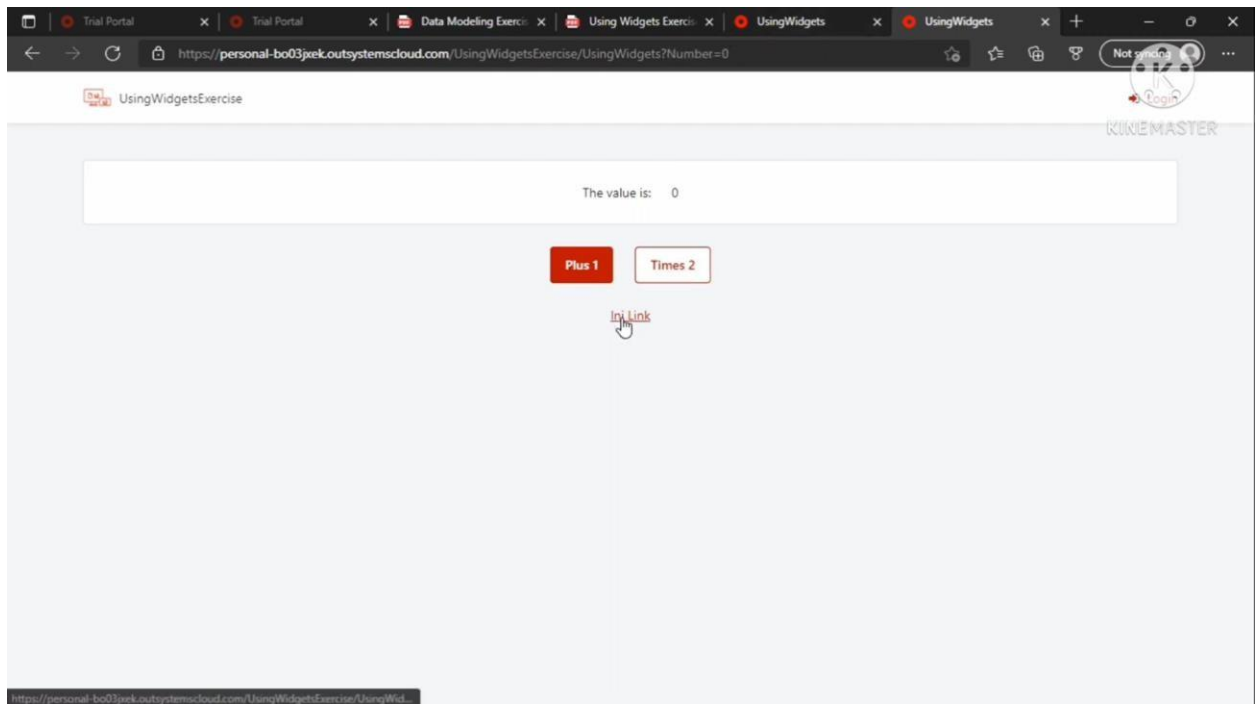 Trial Portal
Trial Portal
Data Modeling Exercis
Using Widgets Exercis
UsingWidgets
UsingWidgets
https://personal-bo03jxek.outsystemscloud.com/UsingWidgetsExercise/UsingWidgets?Number=0
Not syncing
UsingWidgetsExercise
Login
KINEMASTER
The value is: 0
Plus 1
Times 2
Ini Link
https://personal-bo03jxek.outsystemscloud.com/UsingWidgetsExercise/UsingWid...